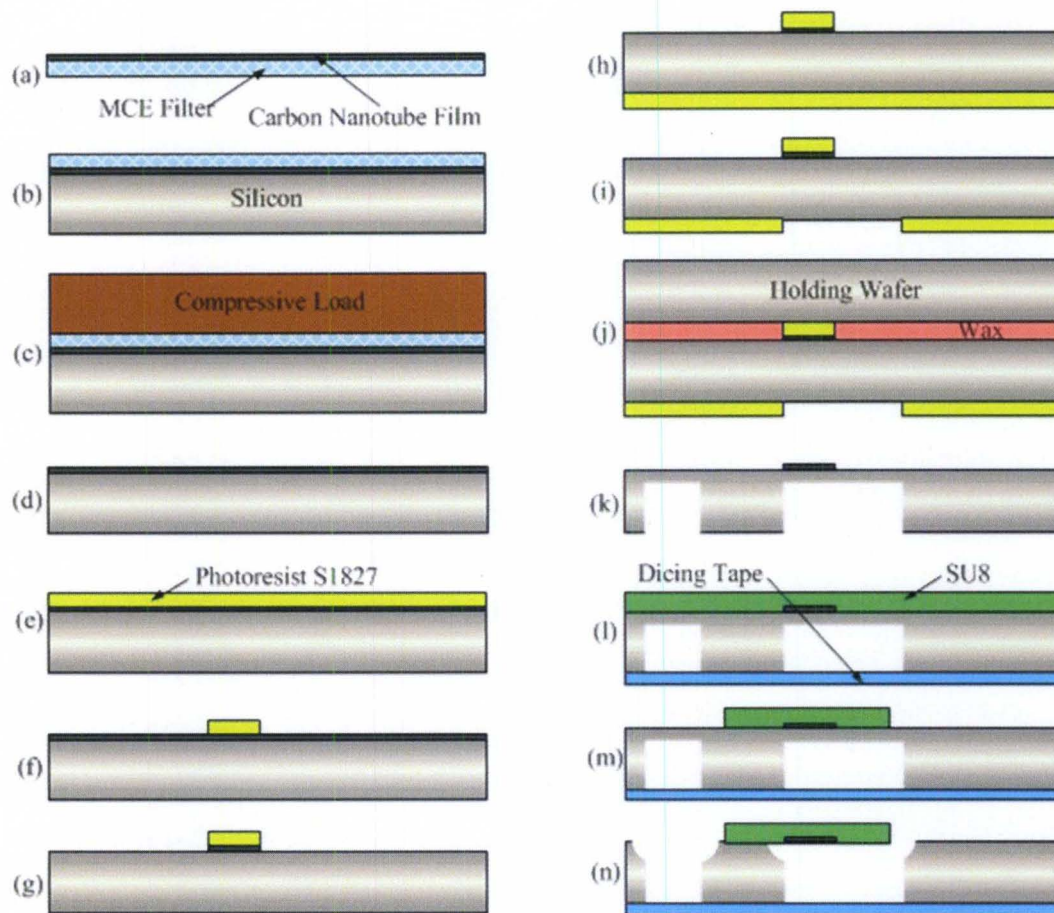 (a)
MCE Filter
Carbon Nanotube Film
(b)
Silicon
(c)
Compressive Load
(d)
(e)
Photoresist S1827
(f)
(g)
(h)
(i)
(j)
Holding Wafer
Wax
(k)
(l)
Dicing Tape
SU8
(m)
(n)